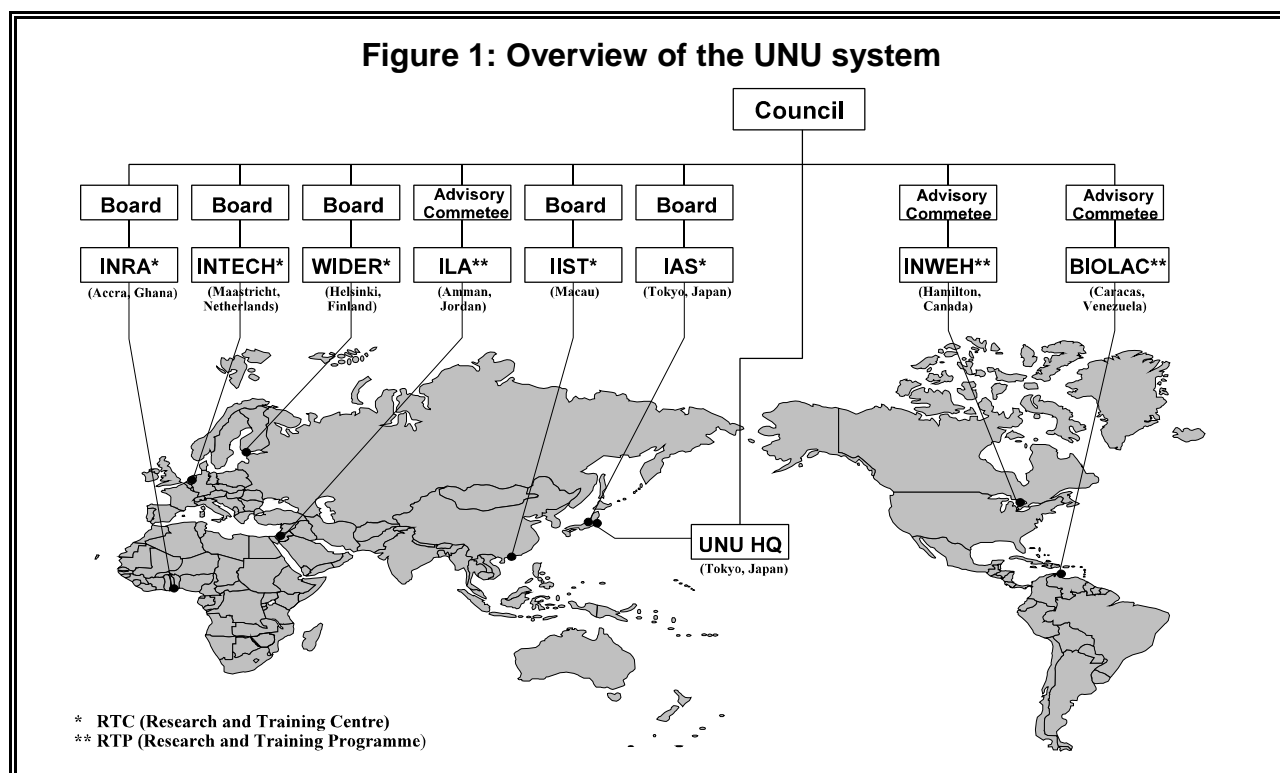 Figure 1: Overview of the UNU system
Council
Board
Board
Board
Advisory
Commetee
Board
Board
Advisory
Commetee
Advisory
Commetee
INRA*
(Accra, Ghana)
INTECH*
(Maastricht,
Netherlands)
WIDER*
(Helsinki,
Finland)
ILA**
(Amman,
Jordan)
IIST*
(Macau)
IAS*
(Tokyo, Japan)
INWEH**
(Hamilton,
Canada)
BIOLAC**
(Caracas,
Venezuela)
UNU HQ
(Tokyo, Japan)
* RTC (Research and Training Centre)
** RTP (Research and Training Programme)